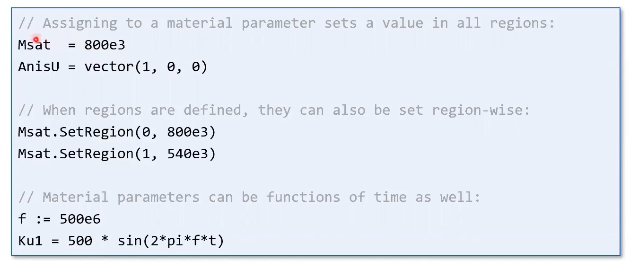 // Assigning to a material parameter sets a value in all regions:
Msat = 800e3
AnisU = vector(1, 0, 0)
// When regions are defined, they can also be set region-wise:
Msat.SetRegion(0, 800e3)
Msat.SetRegion(1, 540e3)
// Material parameters can be functions of time as well:
f := 500e6
Ku1 = 500 * sin(2*pi*f*t)